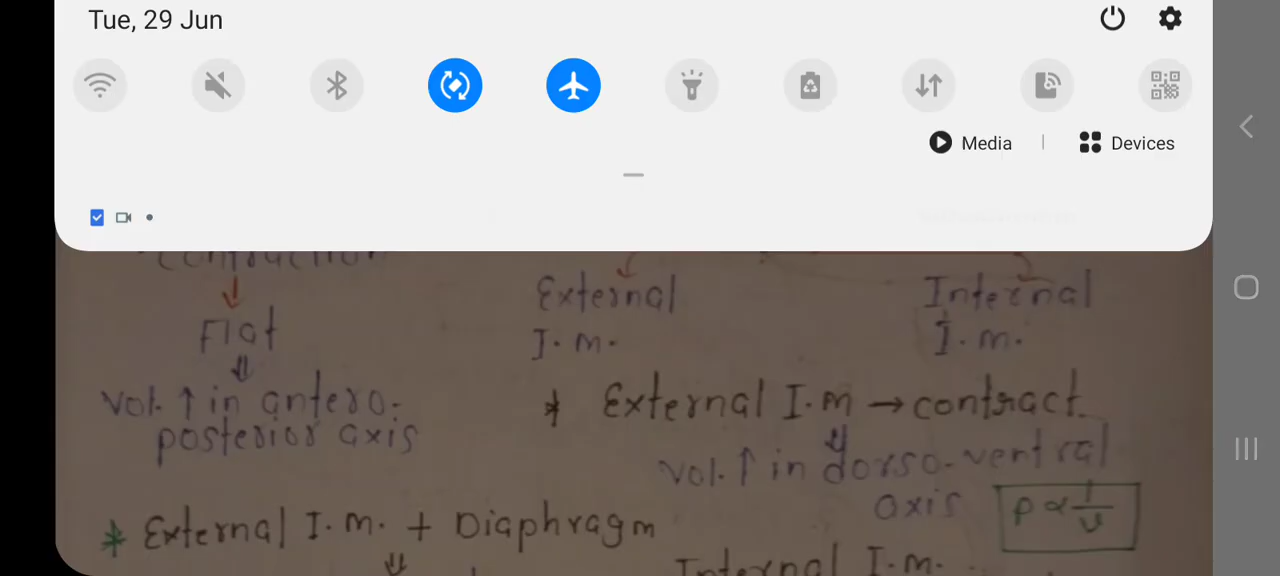 Tue, 29 Jun
Media
Devices
Contraction
External
I.m.
Internal
I.m.
Flat
Vol. ↑ in antero-
posterior axis
* External I.m → contract.
Vol. ↑ in dorso-ventral
axis
P ∝ 1/v
* External I.m. + Diaphragm
Internal I.m.